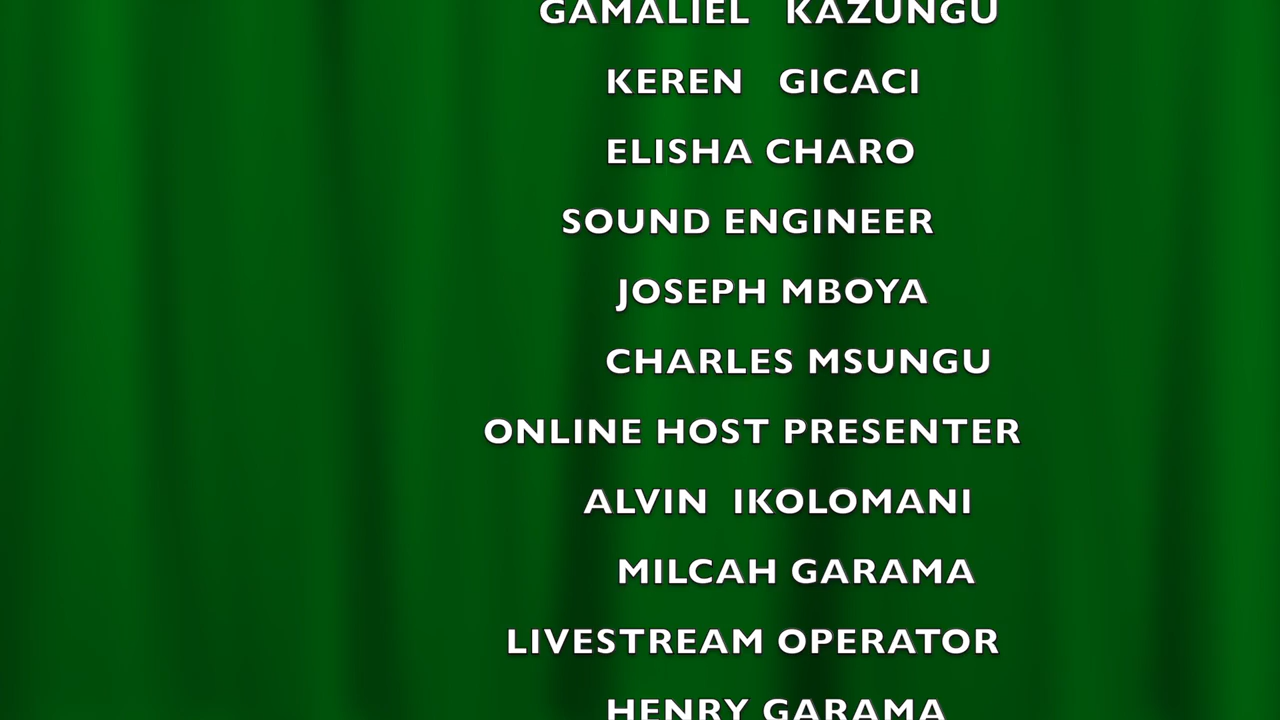 GAMALIEL KAZUNGU
KEREN GICACI
ELISHA CHARO
SOUND ENGINEER
JOSEPH MBOYA
CHARLES MSUNGU
ONLINE HOST PRESENTER
ALVIN IKOLOMANI
MILCAH GARAMA
LIVESTREAM OPERATOR
HENRY GARAMA